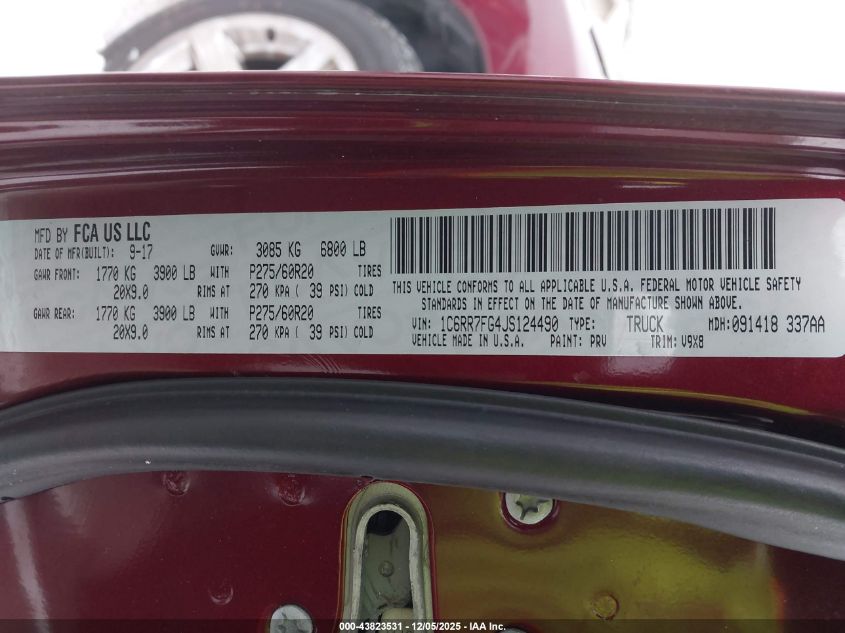 MFD BY FCA US LLC
DATE OF MFR(BUILT): 9-17 GVWR: 3085 KG 6800 LB
GAWR FRONT: 1770 KG 3900 LB WITH P275/60R20 TIRES
20X9.0 RIMS AT 270 KPA ( 39 PSI) COLD
GAWR REAR: 1770 KG 3900 LB WITH P275/60R20 TIRES
20X9.0 RIMS AT 270 KPA ( 39 PSI) COLD
THIS VEHICLE CONFORMS TO ALL APPLICABLE U.S.A. FEDERAL MOTOR VEHICLE SAFETY
STANDARDS IN EFFECT ON THE DATE OF MANUFACTURE SHOWN ABOVE.
VIN: 1C6RR7FG4JS124490 TYPE: TRUCK MDH:091418 337AA
VEHICLE MADE IN U.S.A. PAINT: PRV TRIM: V9X8
000-43823531 - 12/05/2025 - IAA Inc.